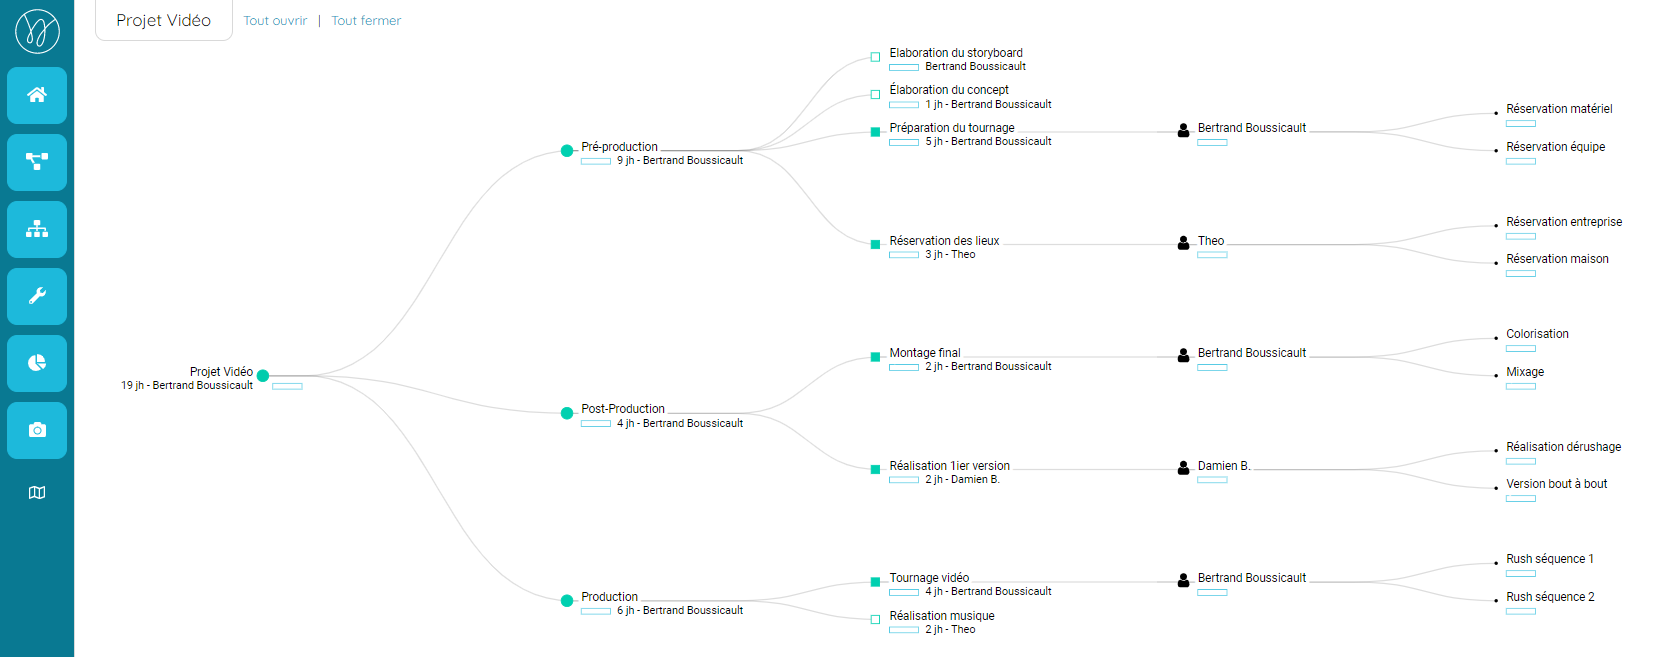 Projet Vidéo
Tout ouvrir | Tout fermer
Projet Vidéo
19 jh - Bertrand Boussicault
Pré-production
9 jh - Bertrand Boussicault
Elaboration du storyboard
Bertrand Boussicault
Élaboration du concept
1 jh - Bertrand Boussicault
Préparation du tournage
5 jh - Bertrand Boussicault
Bertrand Boussicault
Réservation matériel
Réservation équipe
Réservation des lieux
3 jh - Theo
Theo
Réservation entreprise
Réservation maison
Post-Production
4 jh - Bertrand Boussicault
Montage final
2 jh - Bertrand Boussicault
Bertrand Boussicault
Colorisation
Mixage
Réalisation 1ier version
2 jh - Damien B.
Damien B.
Réalisation dérushage
Version bout à bout
Production
6 jh - Bertrand Boussicault
Tournage vidéo
4 jh - Bertrand Boussicault
Bertrand Boussicault
Rush séquence 1
Rush séquence 2
Réalisation musique
2 jh - Theo